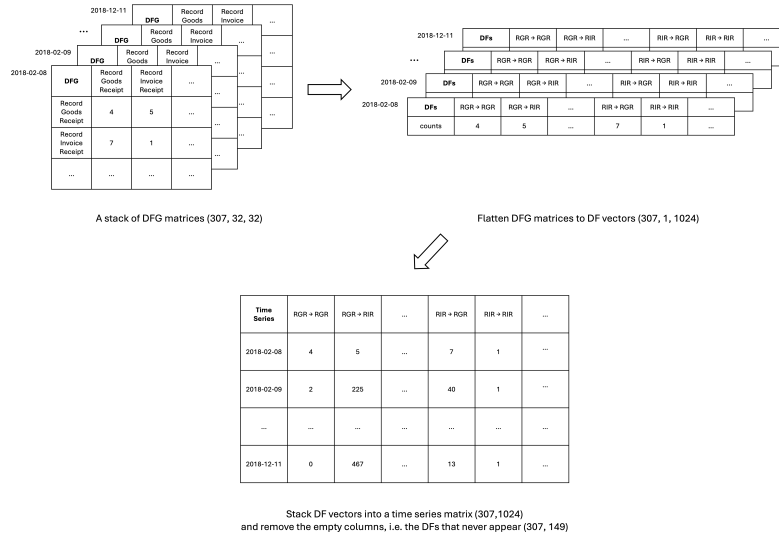 2018-12-11
DFG
Record
Goods
Record
Invoice
...
...
DFG
Record
Goods
Record
Invoice
...
2018-02-09
DFG
Record
Goods
Record
Invoice
...
2018-02-08
DFG
Record
Goods
Receipt
Record
Invoice
Receipt
...
Record
Goods
Receipt
4
5
...
Record
Invoice
Receipt
7
1
...
...
...
...
...
...
...
...
...
...
...
A stack of DFG matrices (307, 32, 32)
2018-12-11
DFs
RGR → RGR
RGR → RIR
...
RIR → RGR
RIR → RIR
...
...
DFs
RGR → RGR
RGR → RIR
...
RIR → RGR
RIR → RIR
...
2018-02-09
DFs
RGR → RGR
RGR → RIR
...
RIR → RGR
RIR → RIR
...
2018-02-08
DFs
RGR → RGR
RGR → RIR
...
RIR → RGR
RIR → RIR
...
counts
4
5
...
7
1
...
Flatten DFG matrices to DF vectors (307, 1, 1024)
Time
Series
RGR → RGR
RGR → RIR
...
RIR → RGR
RIR → RIR
...
2018-02-08
4
5
...
7
1
...
2018-02-09
2
225
...
40
1
...
...
...
...
...
...
...
...
2018-12-11
0
467
...
13
1
...
Stack DF vectors into a time series matrix (307,1024)
and remove the empty columns, i.e. the DFs that never appear (307, 149)